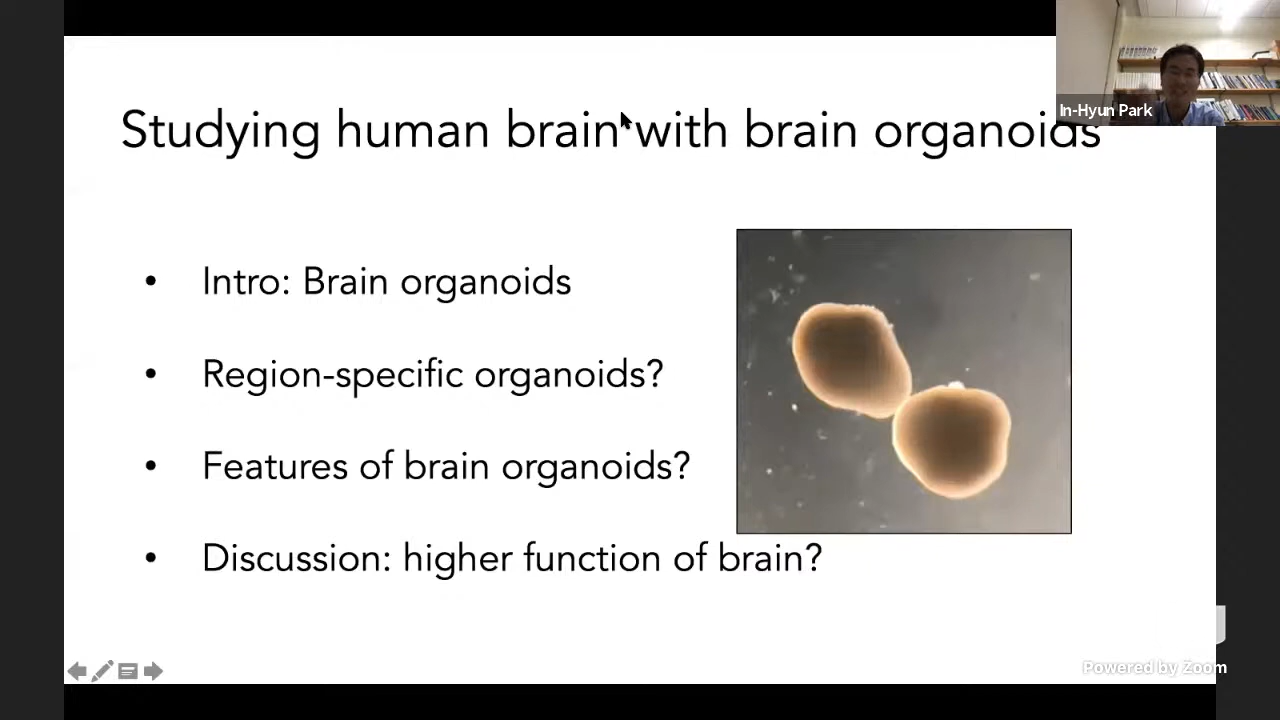 Studying human brain with brain organoids
In-Hyun Park
• Intro: Brain organoids
• Region-specific organoids?
• Features of brain organoids?
• Discussion: higher function of brain?
Powered by Zoom